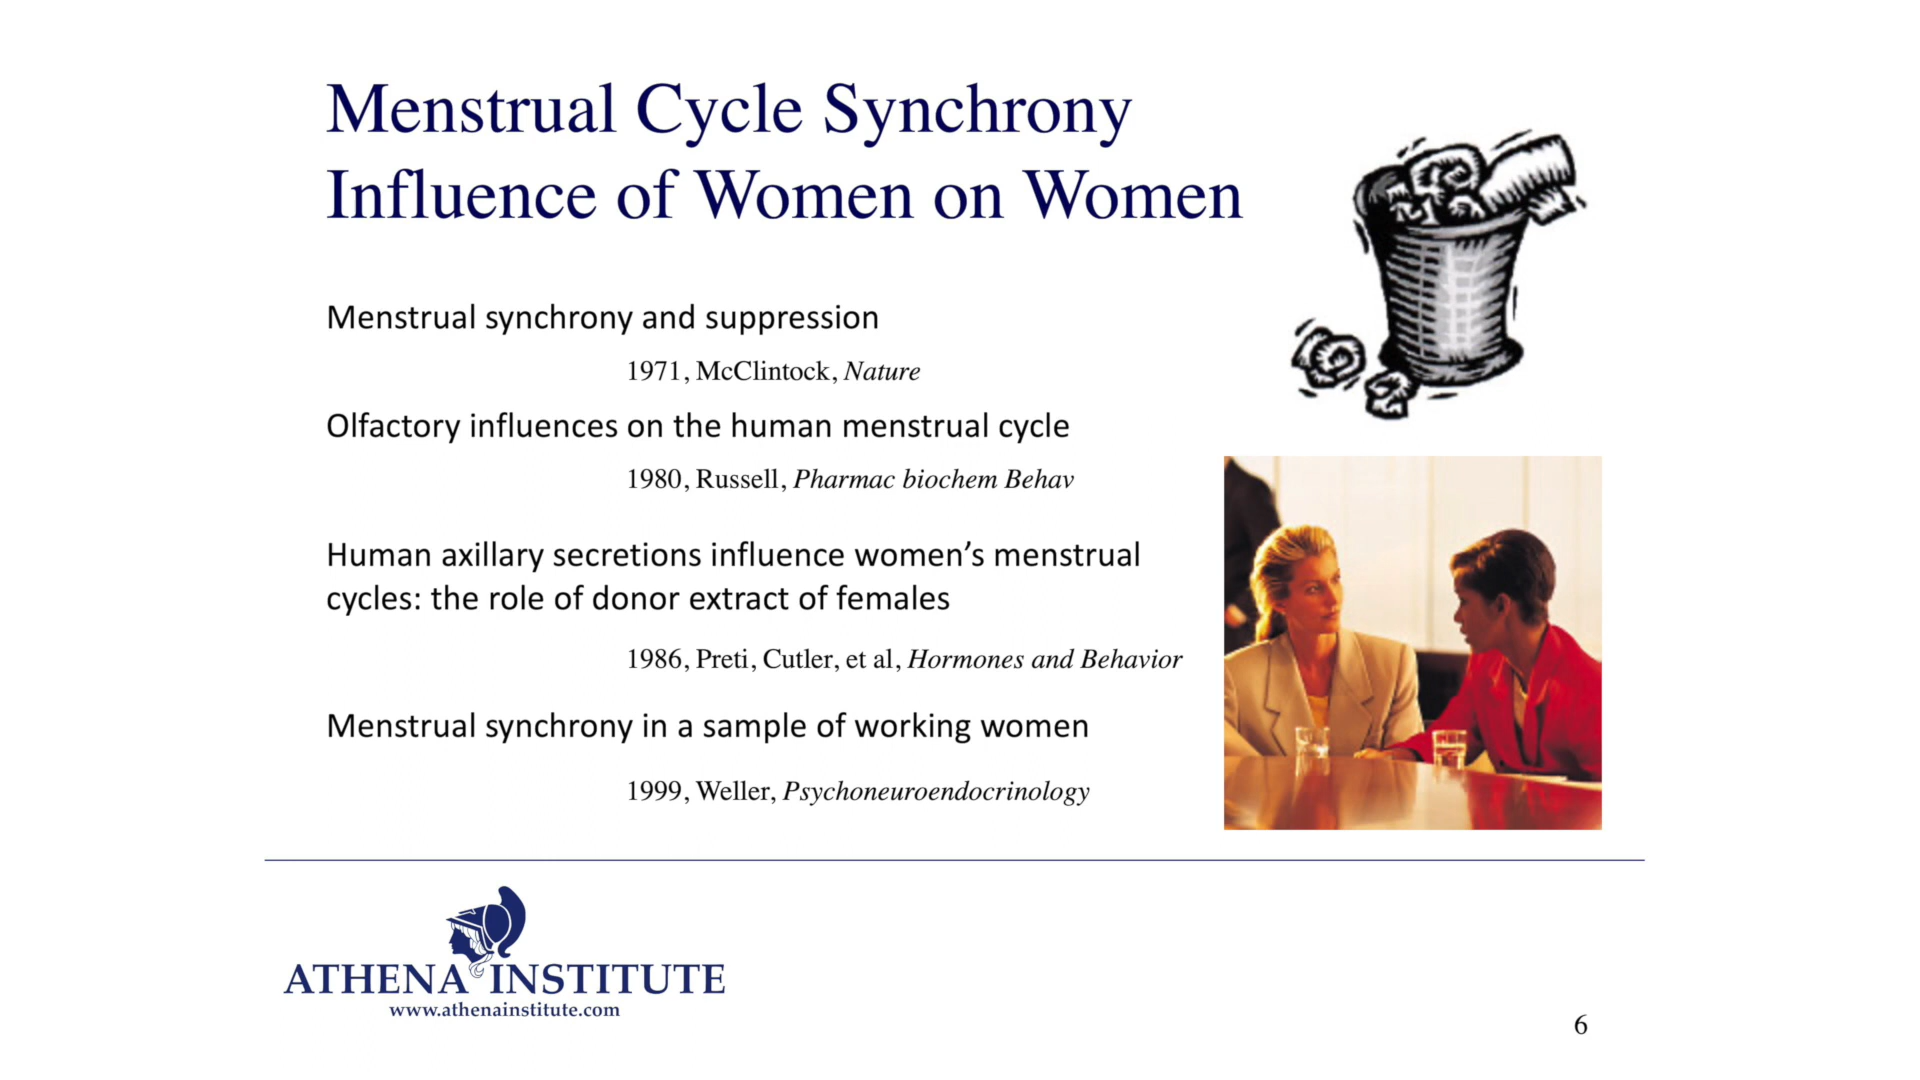 Menstrual Cycle Synchrony
Influence of Women on Women
Menstrual synchrony and suppression
1971, McClintock, Nature
Olfactory influences on the human menstrual cycle
1980, Russell, Pharmac biochem Behav
Human axillary secretions influence women’s menstrual
cycles: the role of donor extract of females
1986, Preti, Cutler, et al, Hormones and Behavior
Menstrual synchrony in a sample of working women
1999, Weller, Psychoneuroendocrinology
ATHENA INSTITUTE
www.athenainstitute.com
6